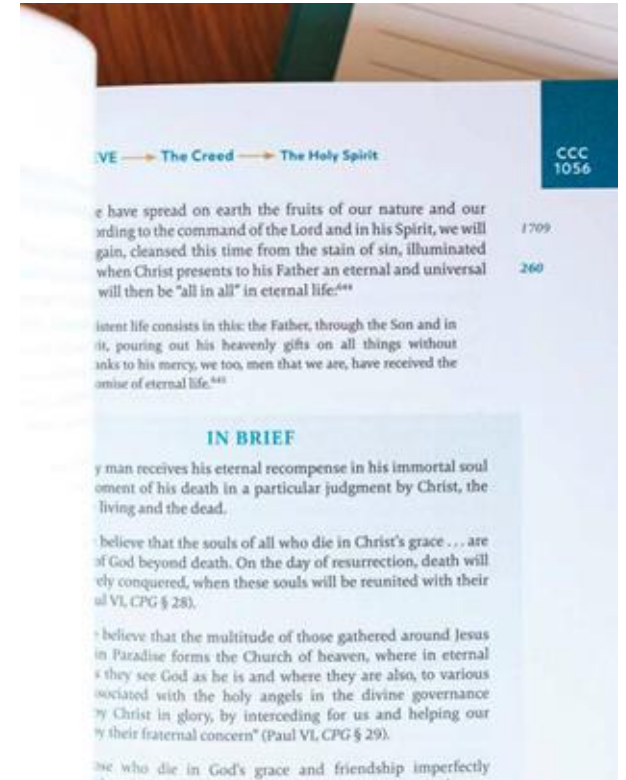 VE → The Creed → The Holy Spirit
CCC
1056
e have spread on earth the fruits of our nature and our
ording to the command of the Lord and in his Spirit, we will
1709
gain, cleansed this time from the stain of sin, illuminated
when Christ presents to his Father an eternal and universal
260
will then be "all in all" in eternal life:644
istent life consists in this: the Father, through the Son and in
rit, pouring out his heavenly gifts on all things without
anks to his mercy, we too, men that we are, have received the
omise of eternal life.645
IN BRIEF
y man receives his eternal recompense in his immortal soul
oment of his death in a particular judgment by Christ, the
living and the dead.
believe that the souls of all who die in Christ's grace ... are
of God beyond death. On the day of resurrection, death will
ely conquered, when these souls will be reunited with their
ul VI, CPG § 28).
believe that the multitude of those gathered around Jesus
in Paradise forms the Church of heaven, where in eternal
s they see God as he is and where they are also, to various
sociated with the holy angels in the divine governance
by Christ in glory, by interceding for us and helping our
y their fraternal concern" (Paul VI, CPG § 29).
se who die in God's grace and friendship imperfectly